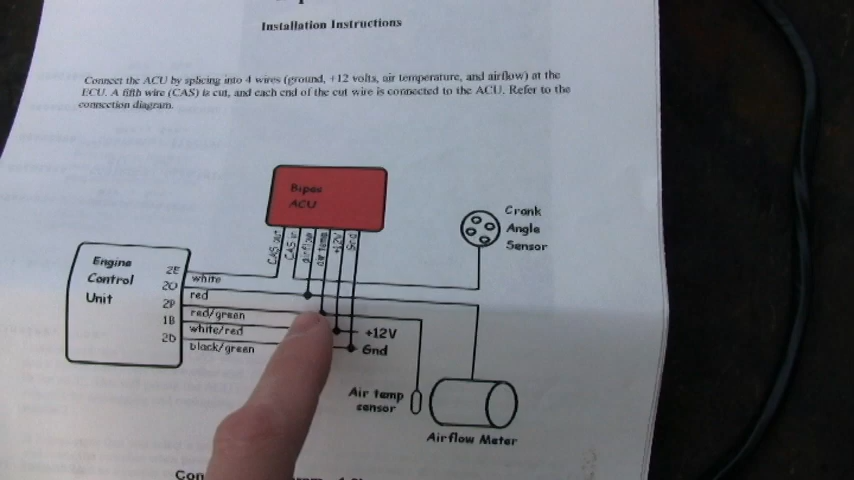 Installation Instructions
Connect the ACU by splicing into 4 wires (ground, +12 volts, air temperature, and airflow) at the
ECU. A fifth wire (CAS) is cut, and each end of the cut wire is connected to the ACU. Refer to the
connection diagram.
Bipes
ACU
CAS out
CAS in
airflow
air temp
+12V
Gnd
Crank
Angle
Sensor
Engine
Control
Unit
2E
2O
2P
1B
2D
white
red
red/green
white/red
black/green
+12V
Gnd
Air temp
sensor
Airflow Meter